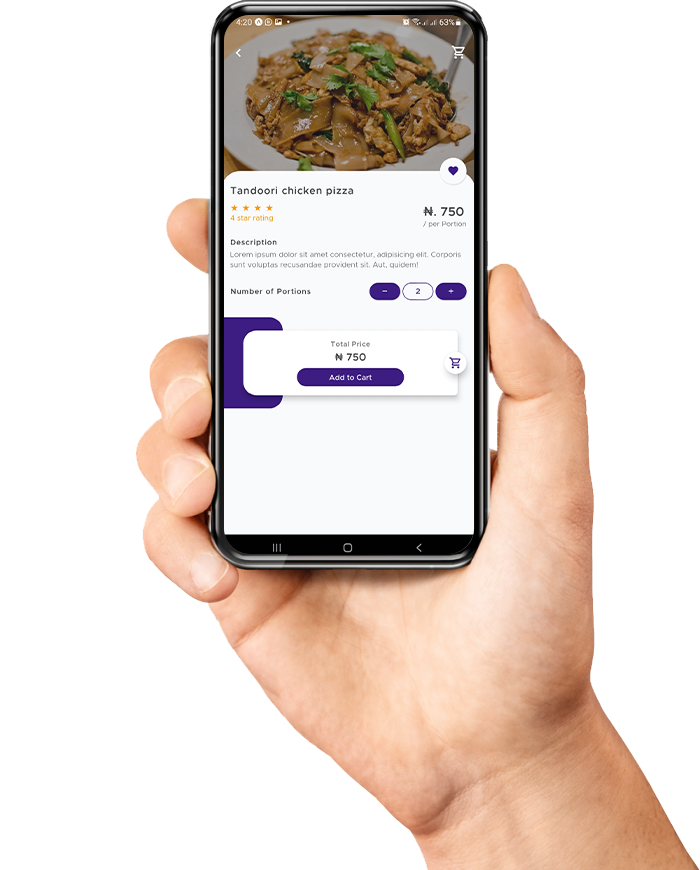 4:20
63%
Tandoori chicken pizza
4 star rating
₦. 750
/ per Portion
Description
Lorem ipsum dolor sit amet consectetur, adipisicing elit. Corporis
sunt voluptas recusandae provident sit. Aut, quidem!
Number of Portions
− 2 +
Total Price
₦ 750
Add to Cart